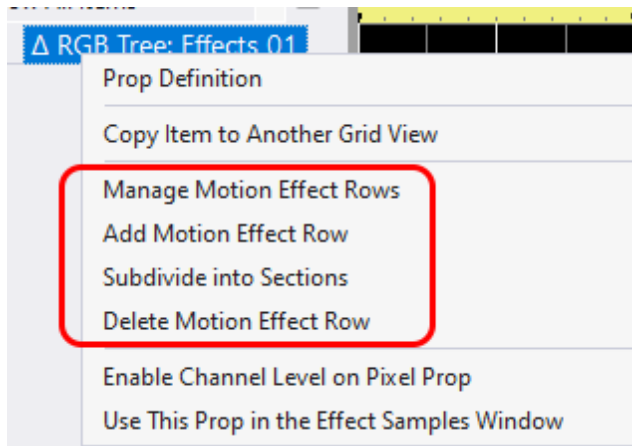 Δ RGB Tree: Effects 01
Prop Definition
Copy Item to Another Grid View
Manage Motion Effect Rows
Add Motion Effect Row
Subdivide into Sections
Delete Motion Effect Row
Enable Channel Level on Pixel Prop
Use This Prop in the Effect Samples Window